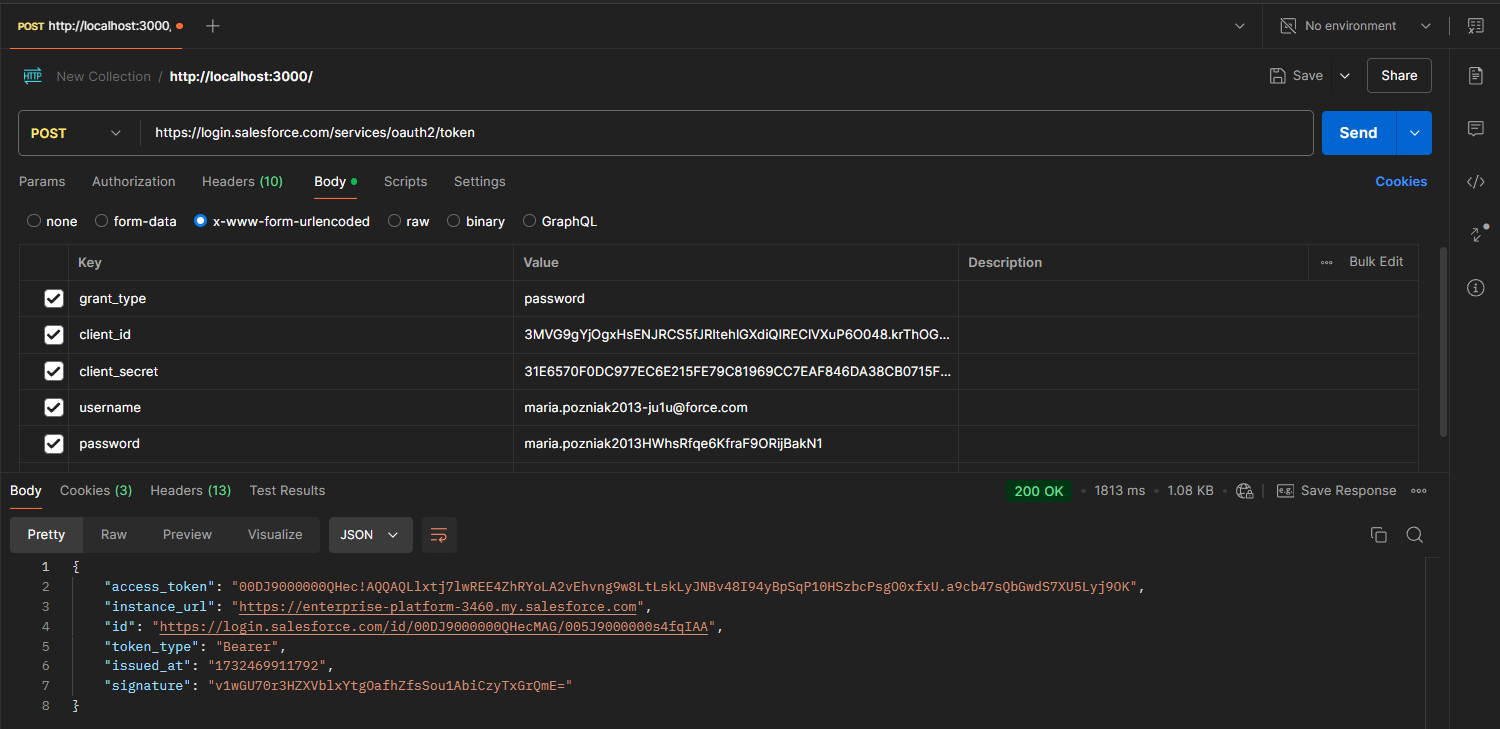 POST http://localhost:3000, No environment
HTTP New Collection / http://localhost:3000/ Save Share
POST https://login.salesforce.com/services/oauth2/token Send
Params Authorization Headers (10) Body Scripts Settings Cookies
none form-data x-www-form-urlencoded raw binary GraphQL
Key Value Description Bulk Edit
grant_type password
client_id 3MVG9gYjOgxHsENJRCS5fJRltehlGXdiQIREClVXuP6O048.krThOG...
client_secret 31E6570F0DC977EC6E215FE79C81969CC7EAF846DA38CB0715F...
username maria.pozniak2013-ju1u@force.com
password maria.pozniak2013HWhsRfqe6KfraF9ORijBakN1
Body Cookies (3) Headers (13) Test Results 200 OK 1813 ms 1.08 KB e.g. Save Response
Pretty Raw Preview Visualize JSON
1 {
2 "access_token": "00DJ9000000QHec!AQQAQLlxtj7lwREE4ZhRYoLA2vEhvng9w8LtLskLyJNBv48I94yBpSqP10HSzbcPsgO0xfxU.a9cb47sQbGwdS7XU5Lyj9OK",
3 "instance_url": "https://enterprise-platform-3460.my.salesforce.com",
4 "id": "https://login.salesforce.com/id/00DJ9000000QHecMAG/005J9000000s4fqIAA",
5 "token_type": "Bearer",
6 "issued_at": "1732469911792",
7 "signature": "v1wGU70r3HZXVblxYtgOafhZfsSou1AbiCzyTxGrQmE="
8 }